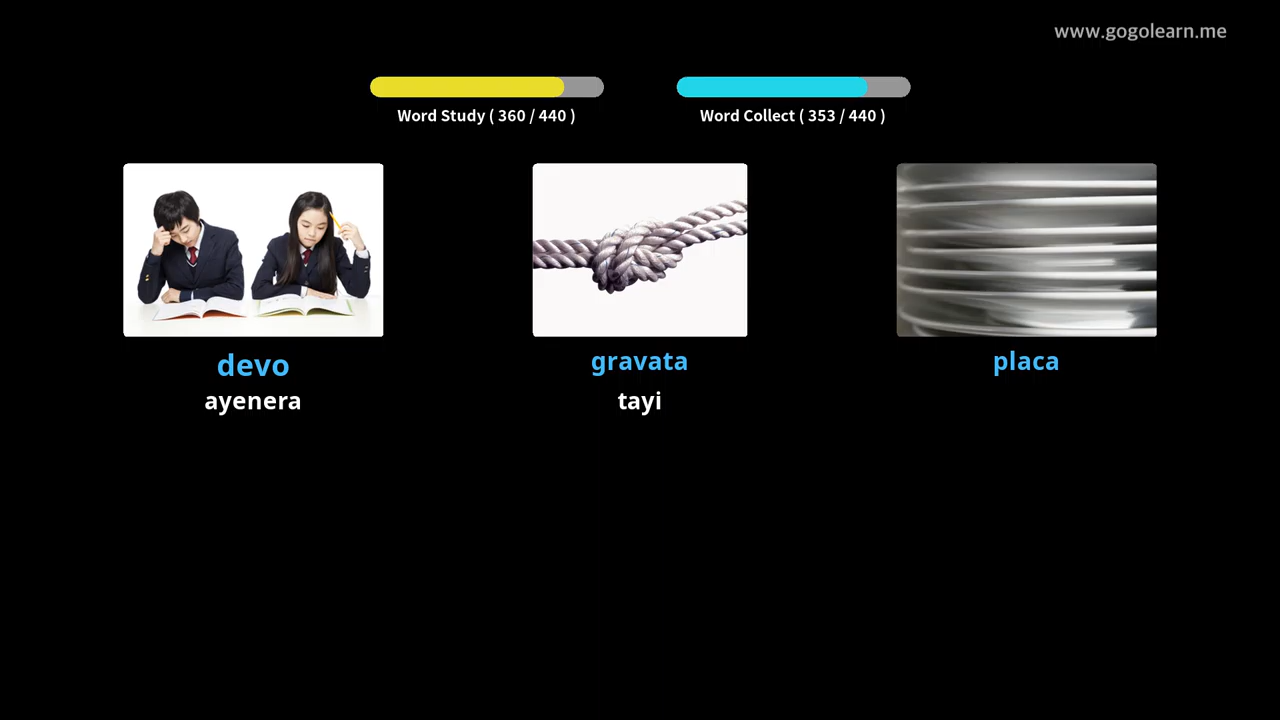 www.gogolearn.me
Word Study ( 360 / 440 )
Word Collect ( 353 / 440 )
devo
ayenera
gravata
tayi
placa